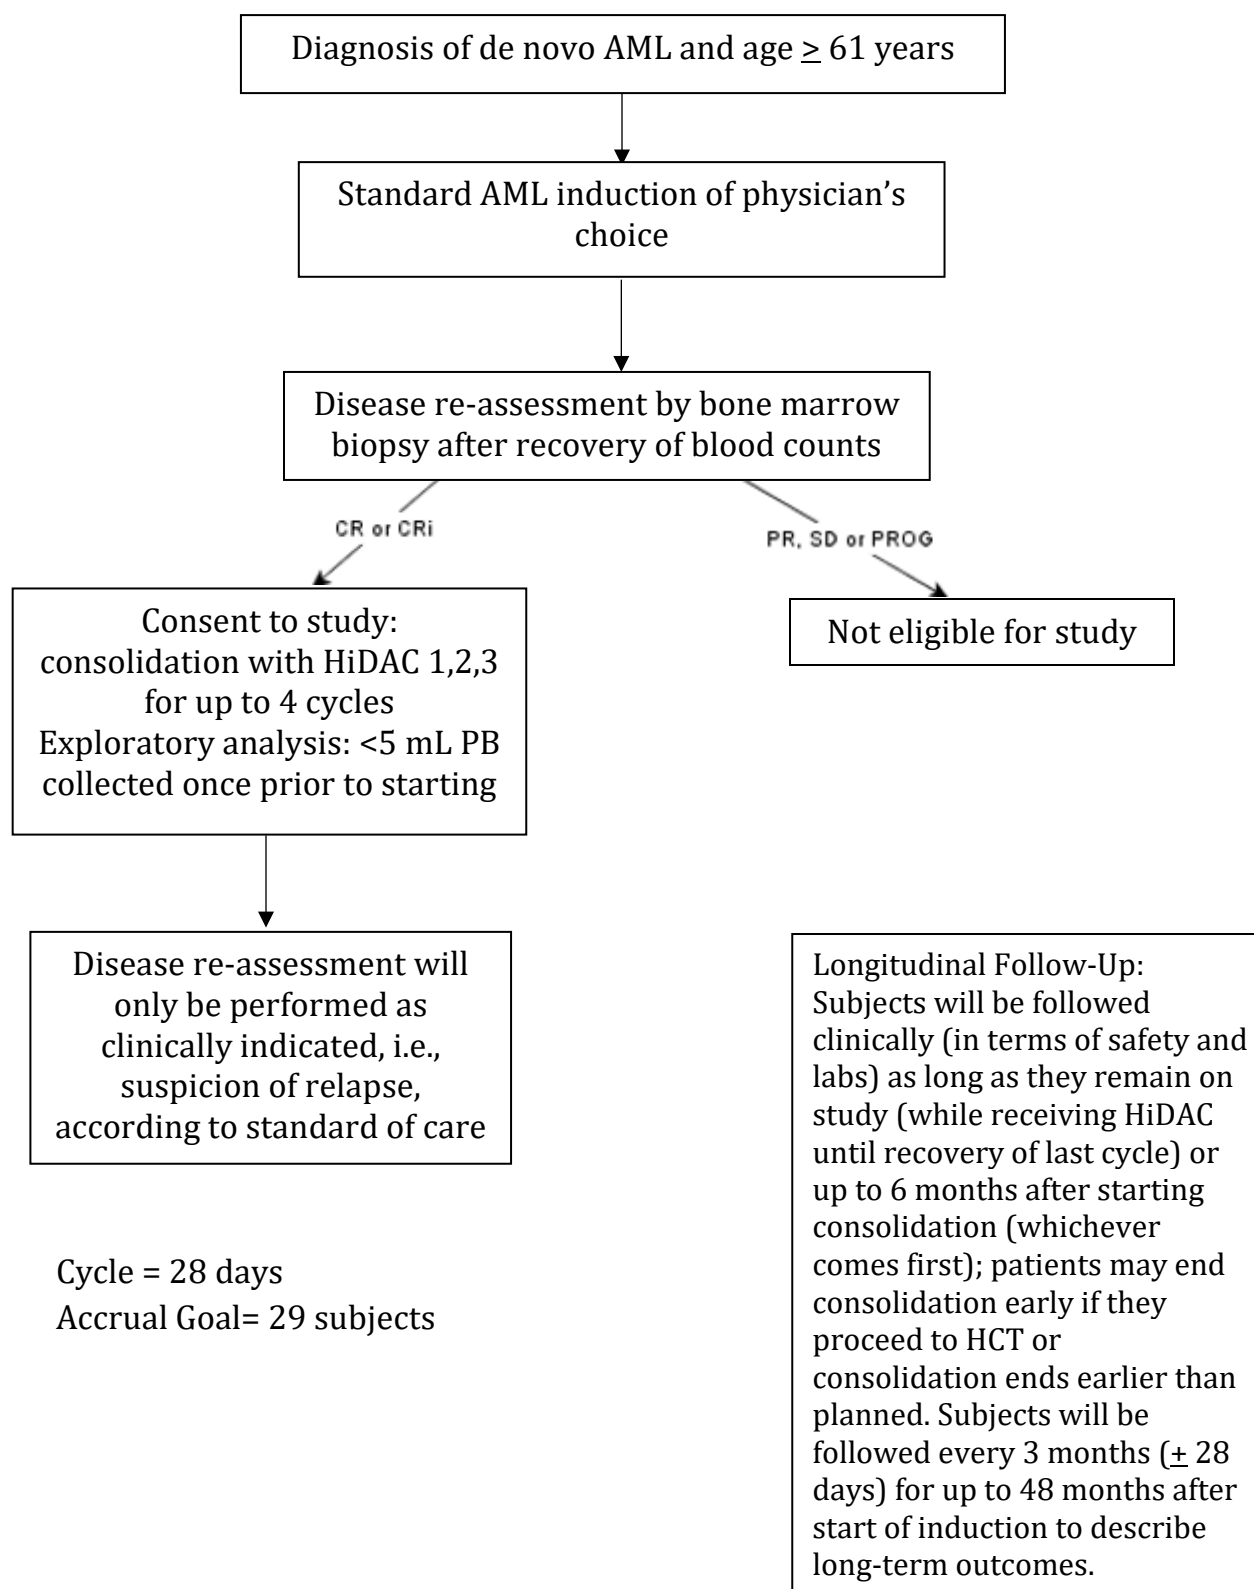 Diagnosis of de novo AML and age ≥ 61 years
Standard AML induction of physician’s
choice
Disease re-assessment by bone marrow
biopsy after recovery of blood counts
CR or CRi
PR, SD or PROG
Consent to study:
consolidation with HiDAC 1,2,3
for up to 4 cycles
Exploratory analysis: <5 mL PB
collected once prior to starting
Not eligible for study
Disease re-assessment will
only be performed as
clinically indicated, i.e.,
suspicion of relapse,
according to standard of care
Cycle = 28 days
Accrual Goal= 29 subjects
Longitudinal Follow-Up:
Subjects will be followed
clinically (in terms of safety and
labs) as long as they remain on
study (while receiving HiDAC
until recovery of last cycle) or
up to 6 months after starting
consolidation (whichever
comes first); patients may end
consolidation early if they
proceed to HCT or
consolidation ends earlier than
planned. Subjects will be
followed every 3 months (± 28
days) for up to 48 months after
start of induction to describe
long-term outcomes.